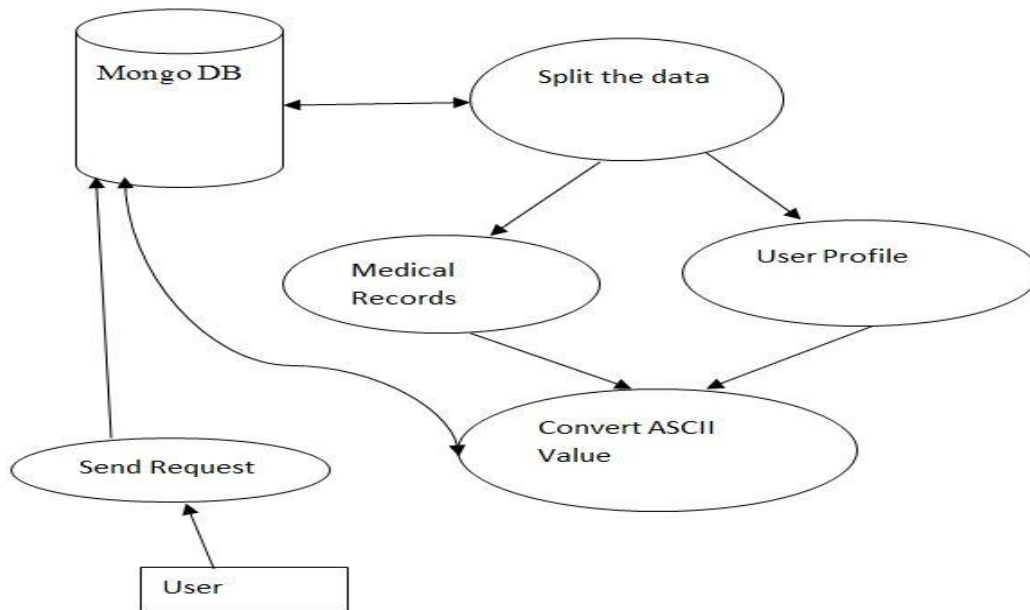 Mongo DB
Split the data
Medical
Records
User Profile
Convert ASCII
Value
Send Request
User